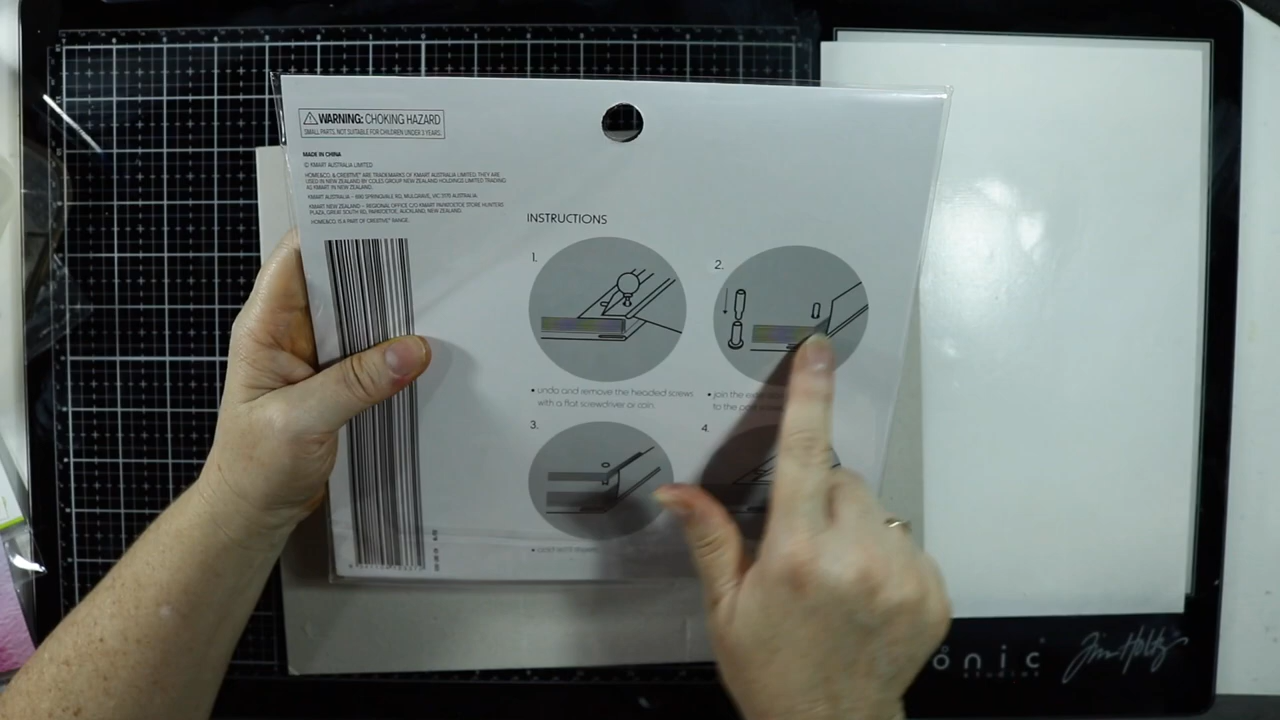 WARNING: CHOKING HAZARD
SMALL PARTS. NOT SUITABLE FOR CHILDREN UNDER 3 YEARS.
MADE IN CHINA
© KMART AUSTRALIA LIMITED
HOME&CO. & CREATIVE* ARE TRADEMARKS OF KMART AUSTRALIA LIMITED. THEY ARE
USED IN NEW ZEALAND BY COLES GROUP NEW ZEALAND HOLDINGS LIMITED TRADING
AS KMART IN NEW ZEALAND.
KMART AUSTRALIA - 690 SPRINGVALE RD, MULGRAVE, VIC 3170 AUSTRALIA.
KMART NEW ZEALAND - REGIONAL OFFICE C/O KMART PAPATOETOE STORE HUNTERS
PLAZA, GREAT SOUTH RD, PAPATOETOE, AUCKLAND, NEW ZEALAND.
HOME&CO IS A PART OF CREATIVE* RANGE.
INSTRUCTIONS
1.
2.
• undo and remove the headed screws
with a flat screwdriver or coin.
• join the
to the
3.
4.
onic
studios
Tim Holtz